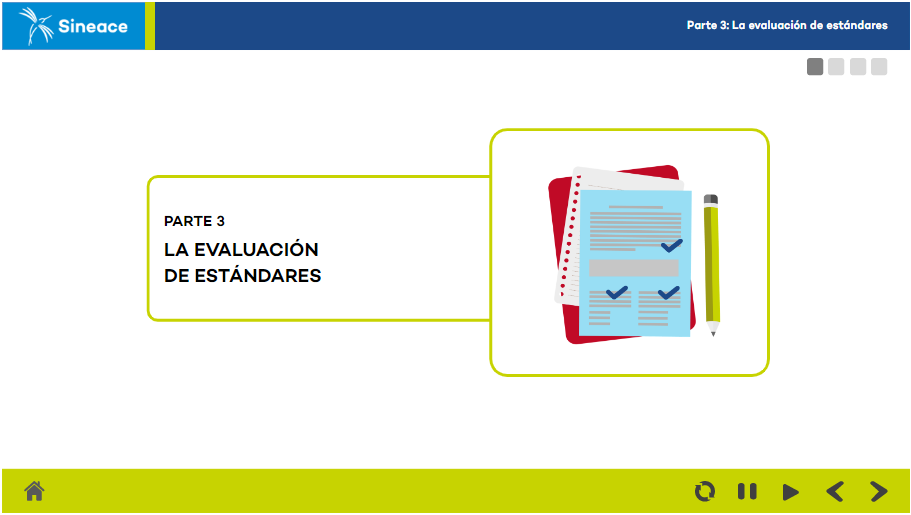 Sineace
Parte 3: La evaluación de estándares
PARTE 3
LA EVALUACIÓN
DE ESTÁNDARES